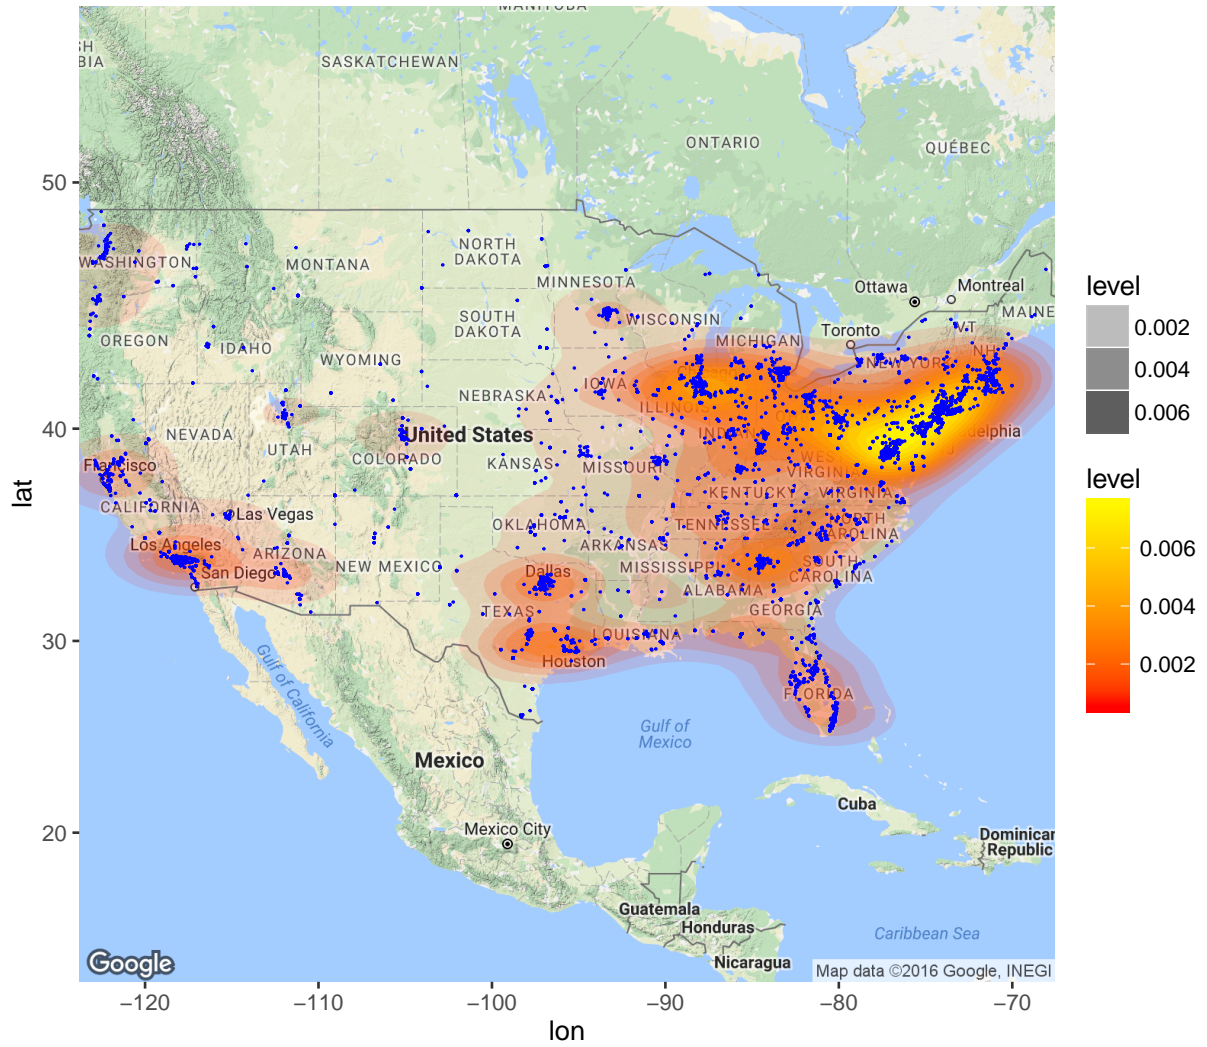 MANITOBA
SH
BIA
SASKATCHEWAN
ONTARIO
QUÉBEC
50
WASHINGTON
MONTANA
NORTH
DAKOTA
MINNESOTA
Ottawa
Montreal
MAINE
OREGON
IDAHO
SOUTH
DAKOTA
WISCONSIN
MICHIGAN
Toronto
VT
NH
WYOMING
NEW YORK
IOWA
NEBRASKA
ILLINOIS
40
NEVADA
UTAH
United States
COLORADO
KANSAS
MISSOURI
WEST
VIRGINIA
delphia
Francisco
CALIFORNIA
Las Vegas
KENTUCKY
VIRGINIA
OKLAHOMA
TENNESSEE
NORTH
CAROLINA
Los Angeles
ARIZONA
ARKANSAS
San Diego
NEW MEXICO
Dallas
MISSISSIPPI
SOUTH
CAROLINA
ALABAMA
TEXAS
GEORGIA
30
LOUISIANA
Houston
Gulf of California
FLORIDA
Gulf of
Mexico
Mexico
20
Mexico City
Cuba
Dominican
Republic
Guatemala
Honduras
Caribbean Sea
Nicaragua
Google
Map data ©2016 Google, INEGI
−120
−110
−100
−90
−80
−70
lon
lat
level
0.002
0.004
0.006
level
0.006
0.004
0.002